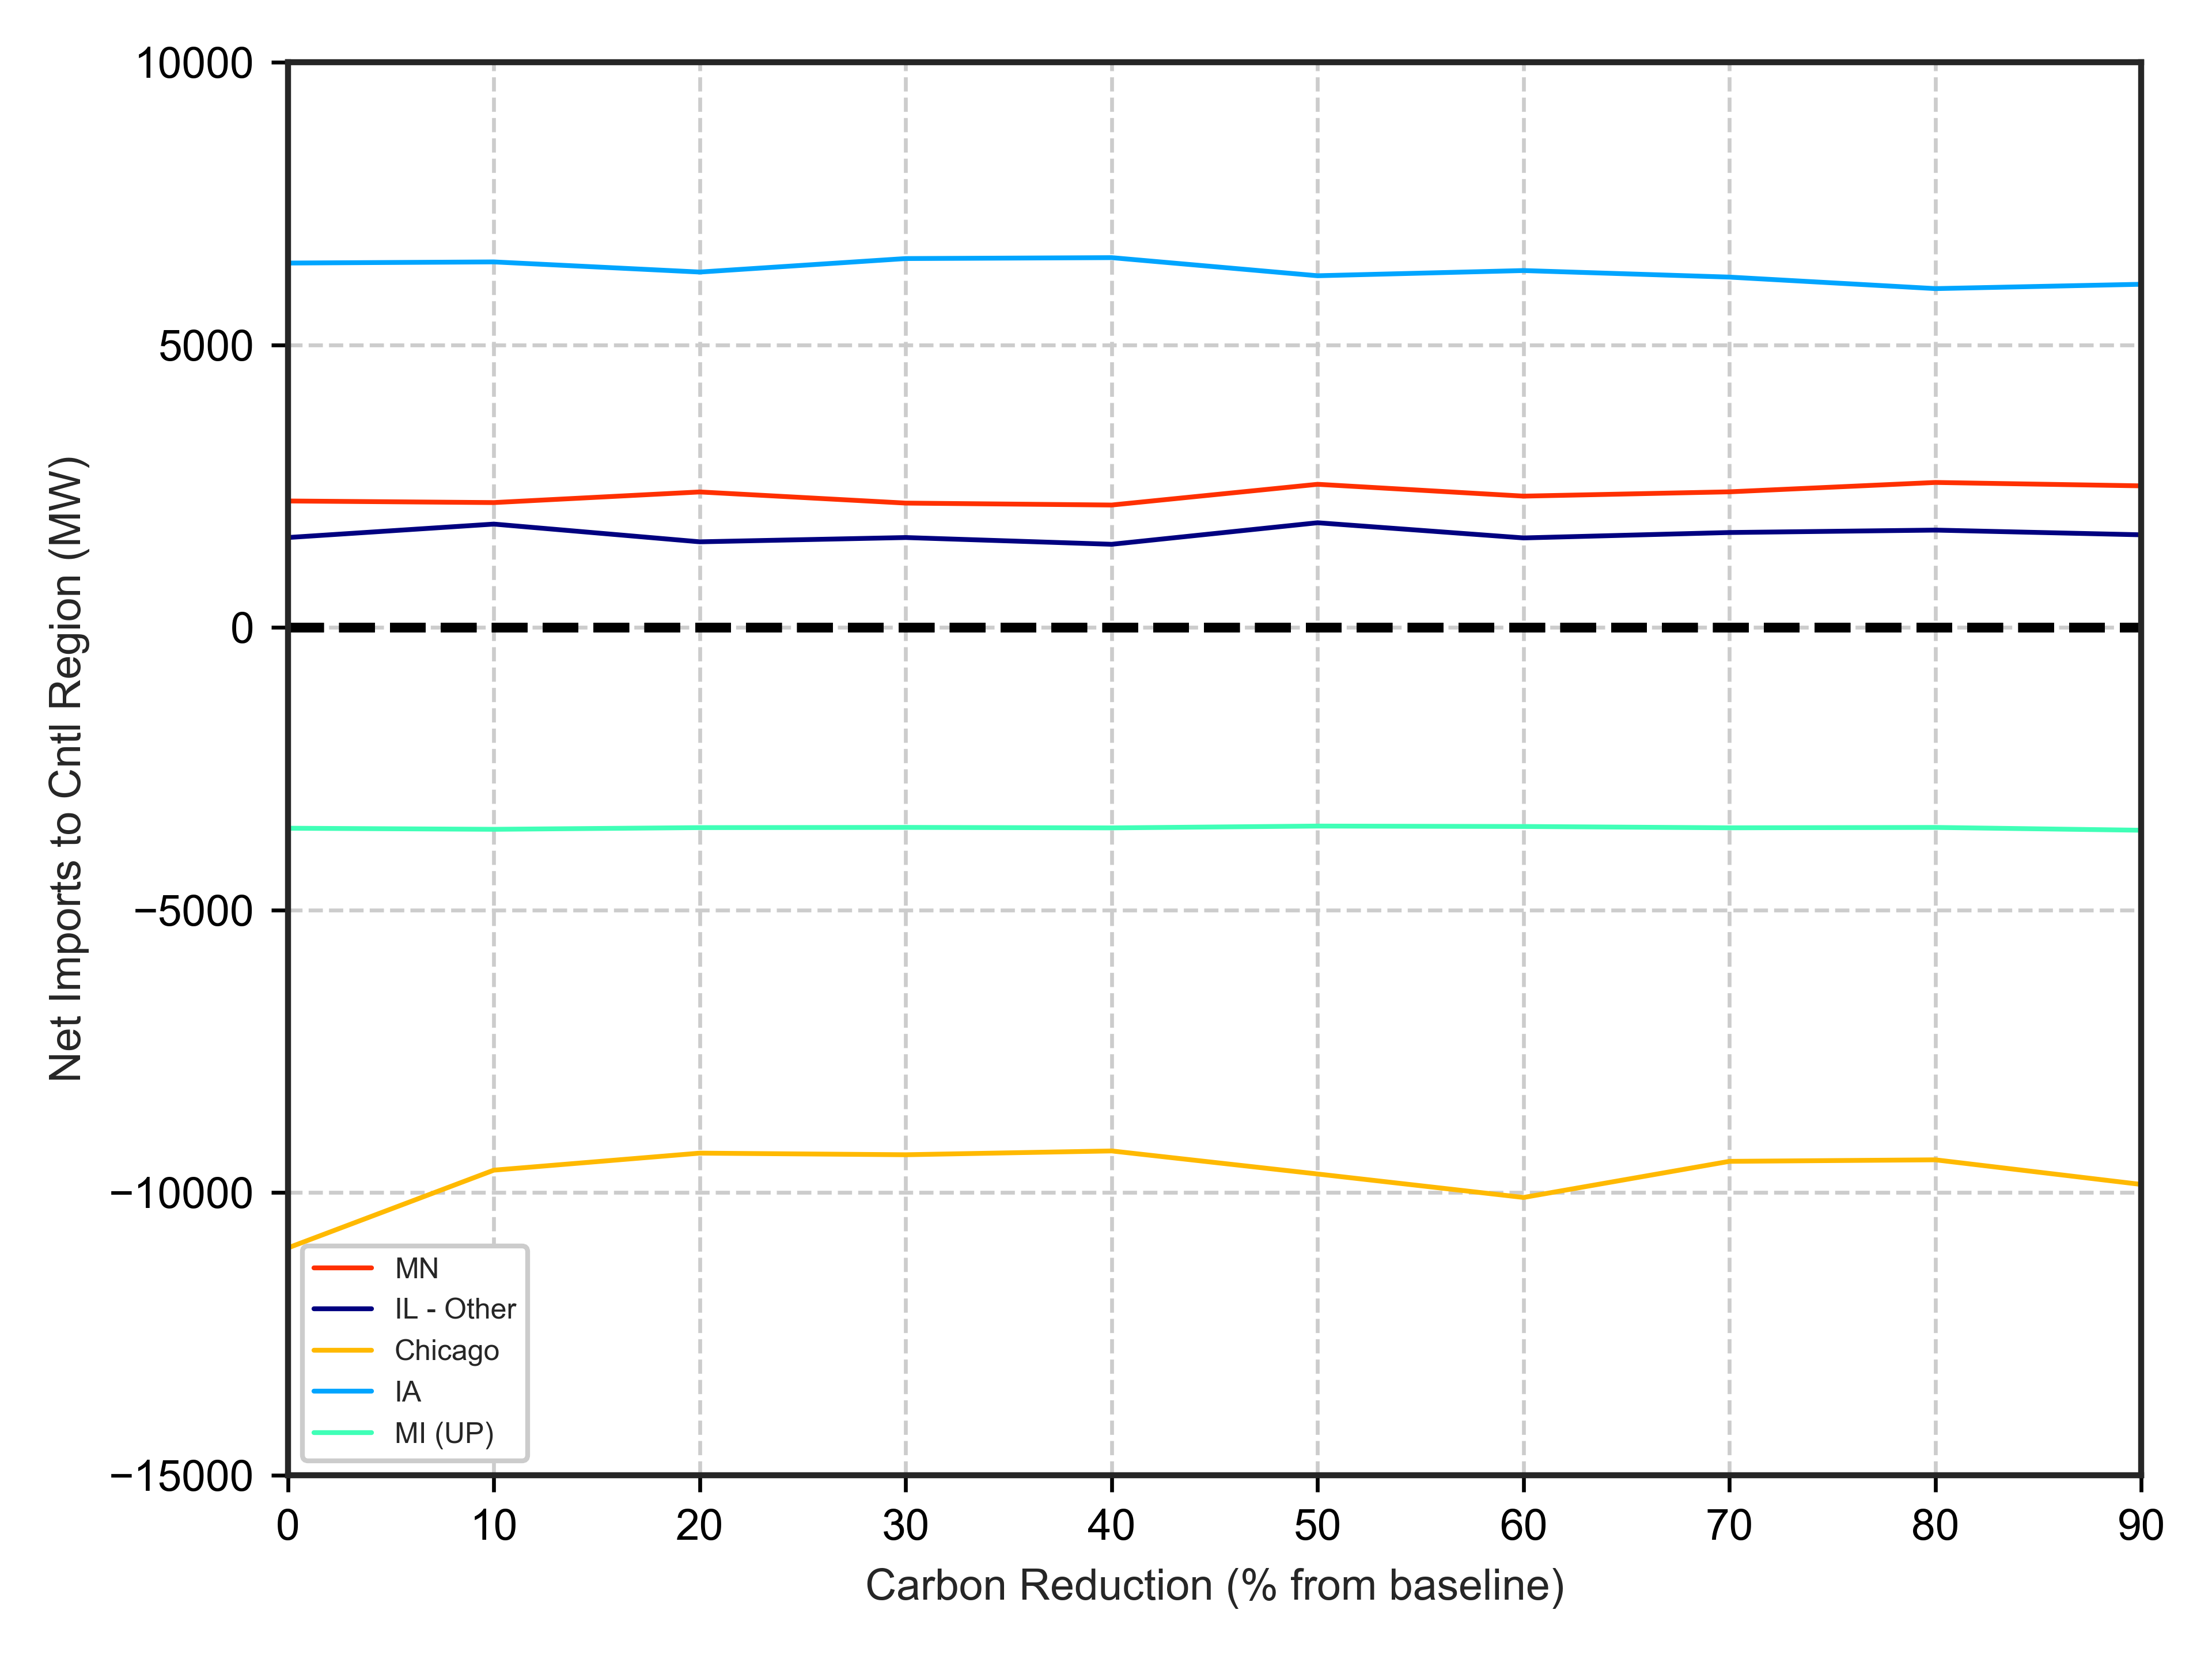 10000
5000
0
−5000
−10000
−15000
Net Imports to Cntl Region (MW)
MN
IL - Other
Chicago
IA
MI (UP)
0 10 20 30 40 50 60 70 80 90
Carbon Reduction (% from baseline)